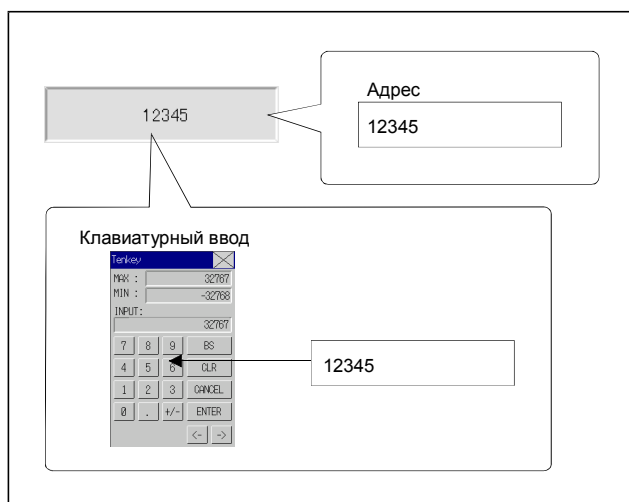 12345
Адрес
12345
Клавиатурный ввод
Tenkey
MAX : 32767
MIN : -32768
INPUT:
32767
7 8 9 BS
4 5 6 CLR
1 2 3 CANCEL
0 . +/- ENTER
<- ->
12345